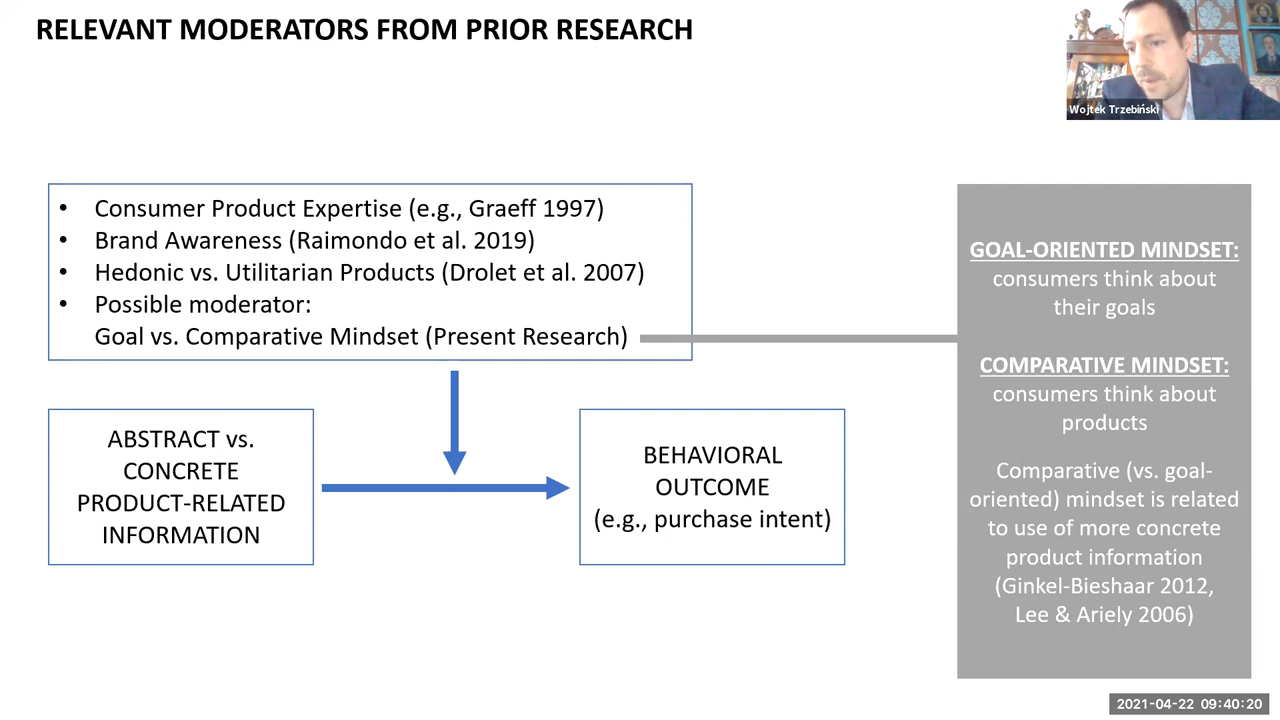 RELEVANT MODERATORS FROM PRIOR RESEARCH
Wojtek Trzebiński
• Consumer Product Expertise (e.g., Graeff 1997)
• Brand Awareness (Raimondo et al. 2019)
• Hedonic vs. Utilitarian Products (Drolet et al. 2007)
• Possible moderator:
Goal vs. Comparative Mindset (Present Research)
ABSTRACT vs.
CONCRETE
PRODUCT-RELATED
INFORMATION
BEHAVIORAL
OUTCOME
(e.g., purchase intent)
GOAL-ORIENTED MINDSET:
consumers think about
their goals
COMPARATIVE MINDSET:
consumers think about
products
Comparative (vs. goal-
oriented) mindset is related
to use of more concrete
product information
(Ginkel-Bieshaar 2012,
Lee & Ariely 2006)
2021-04-22 09:40:20